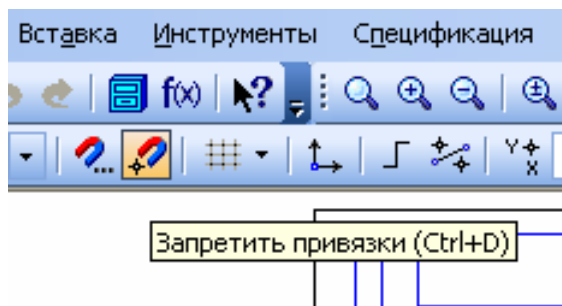 Вставка Инструменты Спецификация
f(x) ?
Y X
Запретить привязки (Ctrl+D)